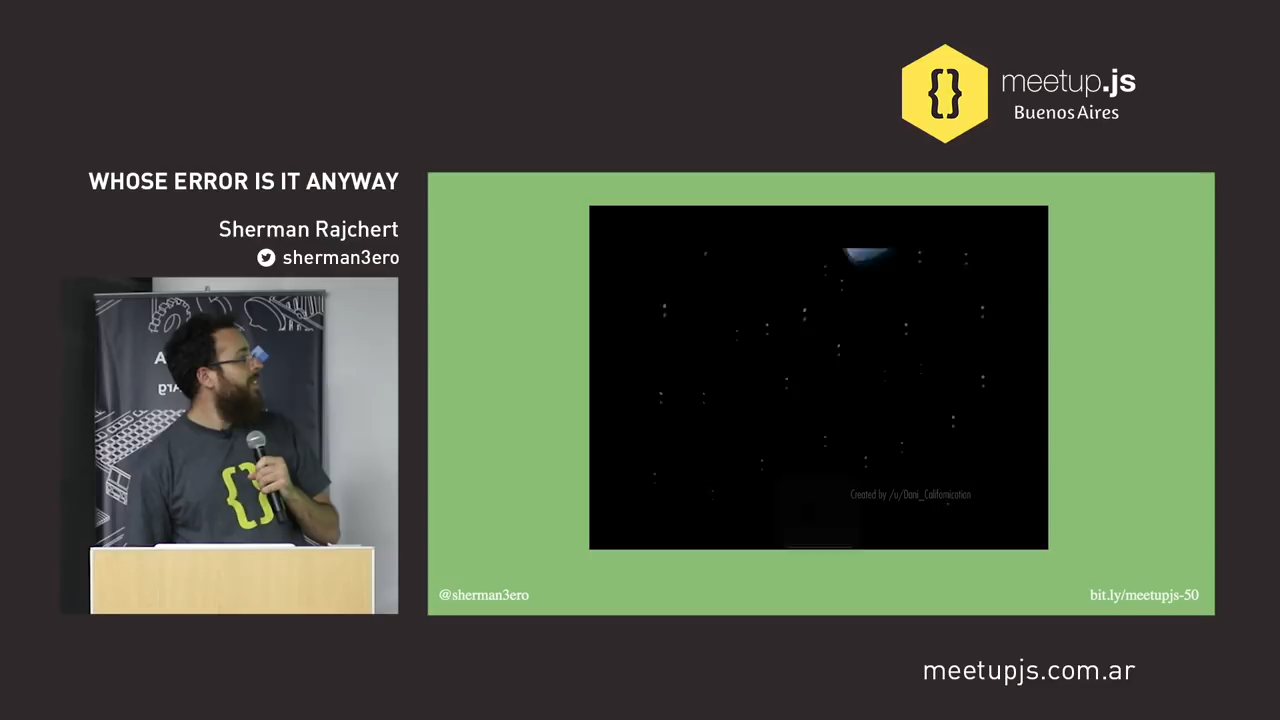 meetup.js
Buenos Aires
WHOSE ERROR IS IT ANYWAY
Sherman Rajchert
sherman3ero
Created by /u/Dani_Californication
@sherman3ero
bit.ly/meetupjs-50
meetupjs.com.ar